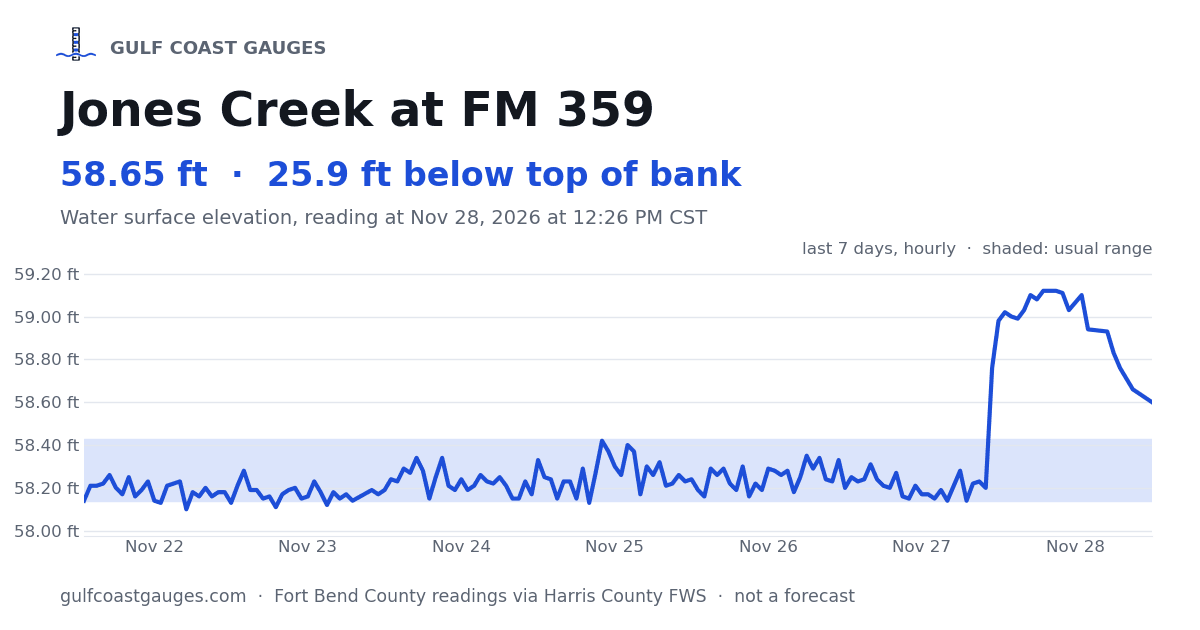 GULF COAST GAUGES
Jones Creek at FM 359
58.65 ft · 25.9 ft below top of bank
Water surface elevation, reading at Nov 28, 2026 at 12:26 PM CST
last 7 days, hourly · shaded: usual range
59.20 ft
59.00 ft
58.80 ft
58.60 ft
58.40 ft
58.20 ft
58.00 ft
Nov 22 Nov 23 Nov 24 Nov 25 Nov 26 Nov 27 Nov 28
gulfcoastgauges.com · Fort Bend County readings via Harris County FWS · not a forecast